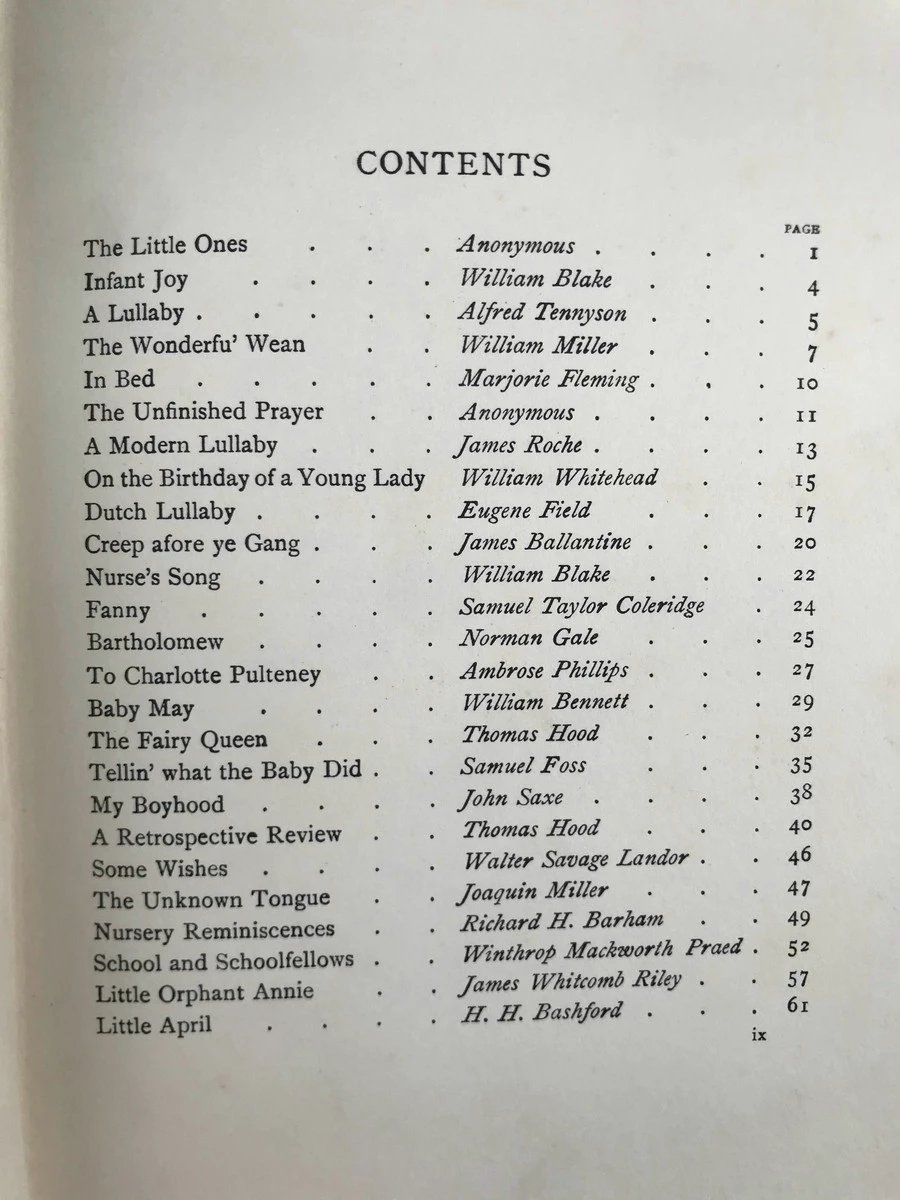 CONTENTS
PAGE
The Little Ones . . . Anonymous . . . . 1
Infant Joy . . . . William Blake . . . 4
A Lullaby . . . . . Alfred Tennyson . . . 5
The Wonderfu' Wean . . William Miller . . . 7
In Bed . . . . . Marjorie Fleming . . . 10
The Unfinished Prayer . . Anonymous . . . . 11
A Modern Lullaby . . . James Roche . . . . 13
On the Birthday of a Young Lady William Whitehead . . 15
Dutch Lullaby . . . . Eugene Field . . . 17
Creep afore ye Gang . . . James Ballantine . . . 20
Nurse's Song . . . . William Blake . . . 22
Fanny . . . . . Samuel Taylor Coleridge . 24
Bartholomew . . . . Norman Gale . . . 25
To Charlotte Pulteney . . Ambrose Phillips . . . 27
Baby May . . . . William Bennett . . . 29
The Fairy Queen . . . Thomas Hood . . . 32
Tellin' what the Baby Did . . Samuel Foss . . . 35
My Boyhood . . . . John Saxe . . . . 38
A Retrospective Review . . Thomas Hood . . . 40
Some Wishes . . . . Walter Savage Landor . . 46
The Unknown Tongue . . Joaquin Miller . . . 47
Nursery Reminiscences . . Richard H. Barham . . 49
School and Schoolfellows . . Winthrop Mackworth Praed . 52
Little Orphant Annie . . James Whitcomb Riley . . 57
Little April . . . . H. H. Bashford . . . 61
ix